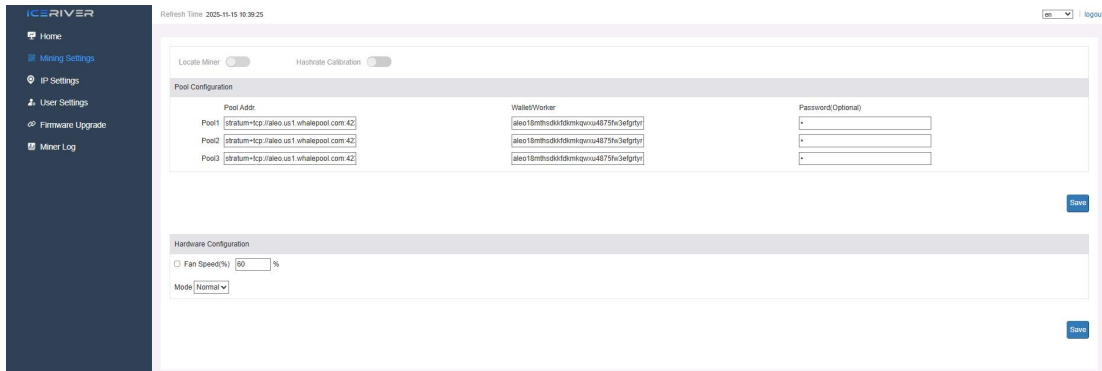 ICERIVER
Refresh Time 2025-11-15 10:39:25
en | logou
Home
Mining Settings
IP Settings
User Settings
Firmware Upgrade
Miner Log
Locate Miner Hashrate Calibration
Pool Configuration
Pool Addr. Wallet/Worker Password(Optional)
Pool1 stratum+tcp://aleo.us1.whalepool.com:42 aleo18mthsdkkfdkmkqwxu4875fw3efgrtyr •
Pool2 stratum+tcp://aleo.us1.whalepool.com:42 aleo18mthsdkkfdkmkqwxu4875fw3efgrtyr •
Pool3 stratum+tcp://aleo.us1.whalepool.com:42 aleo18mthsdkkfdkmkqwxu4875fw3efgrtyr •
Save
Hardware Configuration
Fan Speed(%) 60 %
Mode Normal
Save